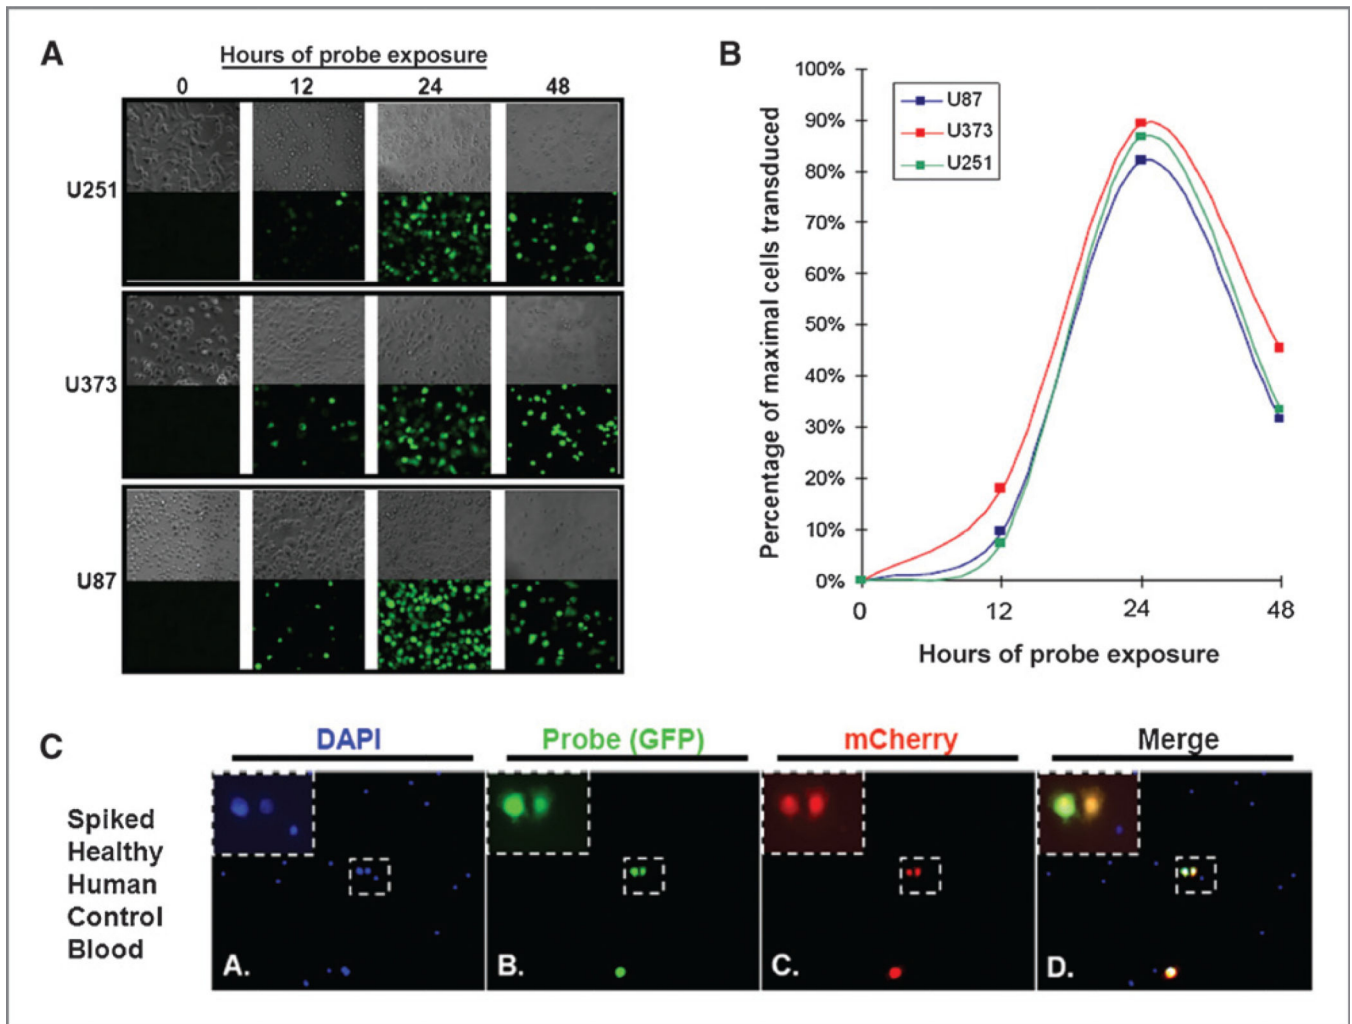 A
Hours of probe exposure
0 12 24 48
U251
U373
U87
B
100%
90%
80%
70%
60%
50%
40%
30%
20%
10%
0%
Percentage of maximal cells transduced
U87
U373
U251
0 12 24 48
Hours of probe exposure
C
DAPI Probe (GFP) mCherry Merge
Spiked
Healthy
Human
Control
Blood
A. B. C. D.